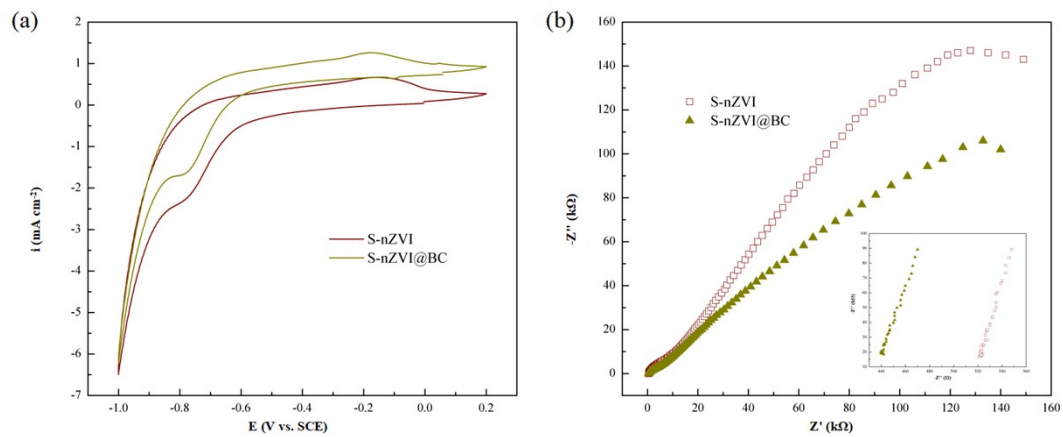 (a)
2
1
0
-1
-2
-3
-4
-5
-6
-7
i (mA cm⁻²)
S-nZVI
S-nZVI@BC
-1.0 -0.8 -0.6 -0.4 -0.2 0.0 0.2
E (V vs. SCE)
(b)
160
140
120
100
80
60
40
20
0
-Z'' (kΩ)
S-nZVI
S-nZVI@BC
-Z'' (kΩ)
-Z'' (Ω)
0 20 40 60 80 100 120 140 160
Z' (kΩ)